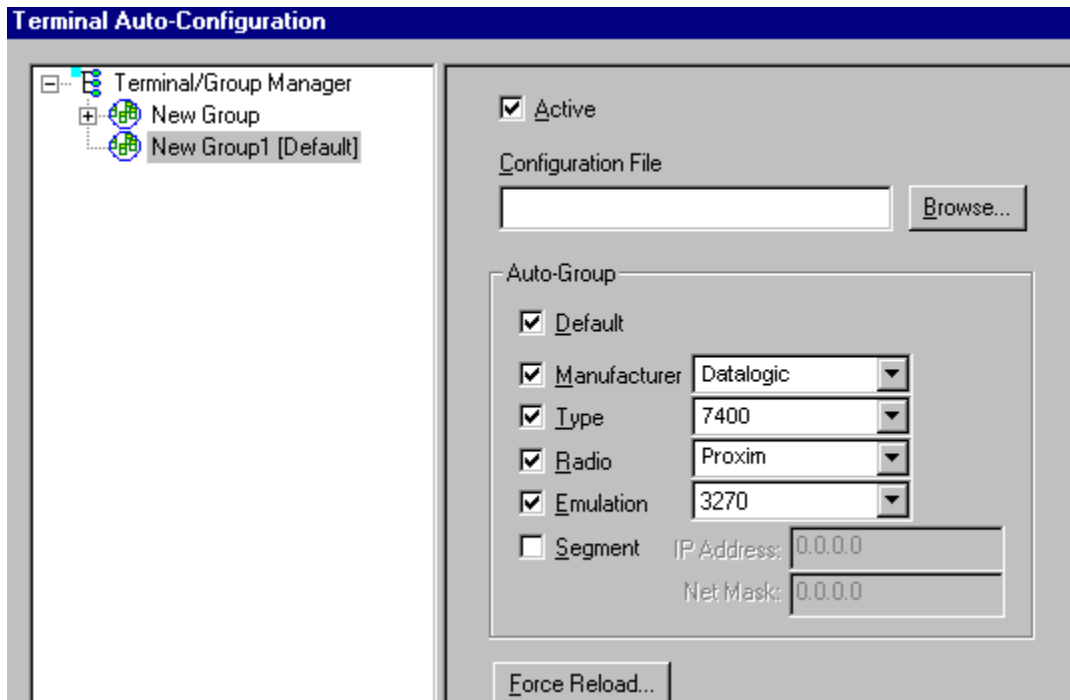 Terminal Auto-Configuration
Terminal/Group Manager
New Group
New Group1 [Default]
Active
Configuration File
Browse...
Auto-Group
Default
Manufacturer Datalogic
Type 7400
Radio Proxim
Emulation 3270
Segment IP Address: 0.0.0.0
Net Mask: 0.0.0.0
Force Reload...